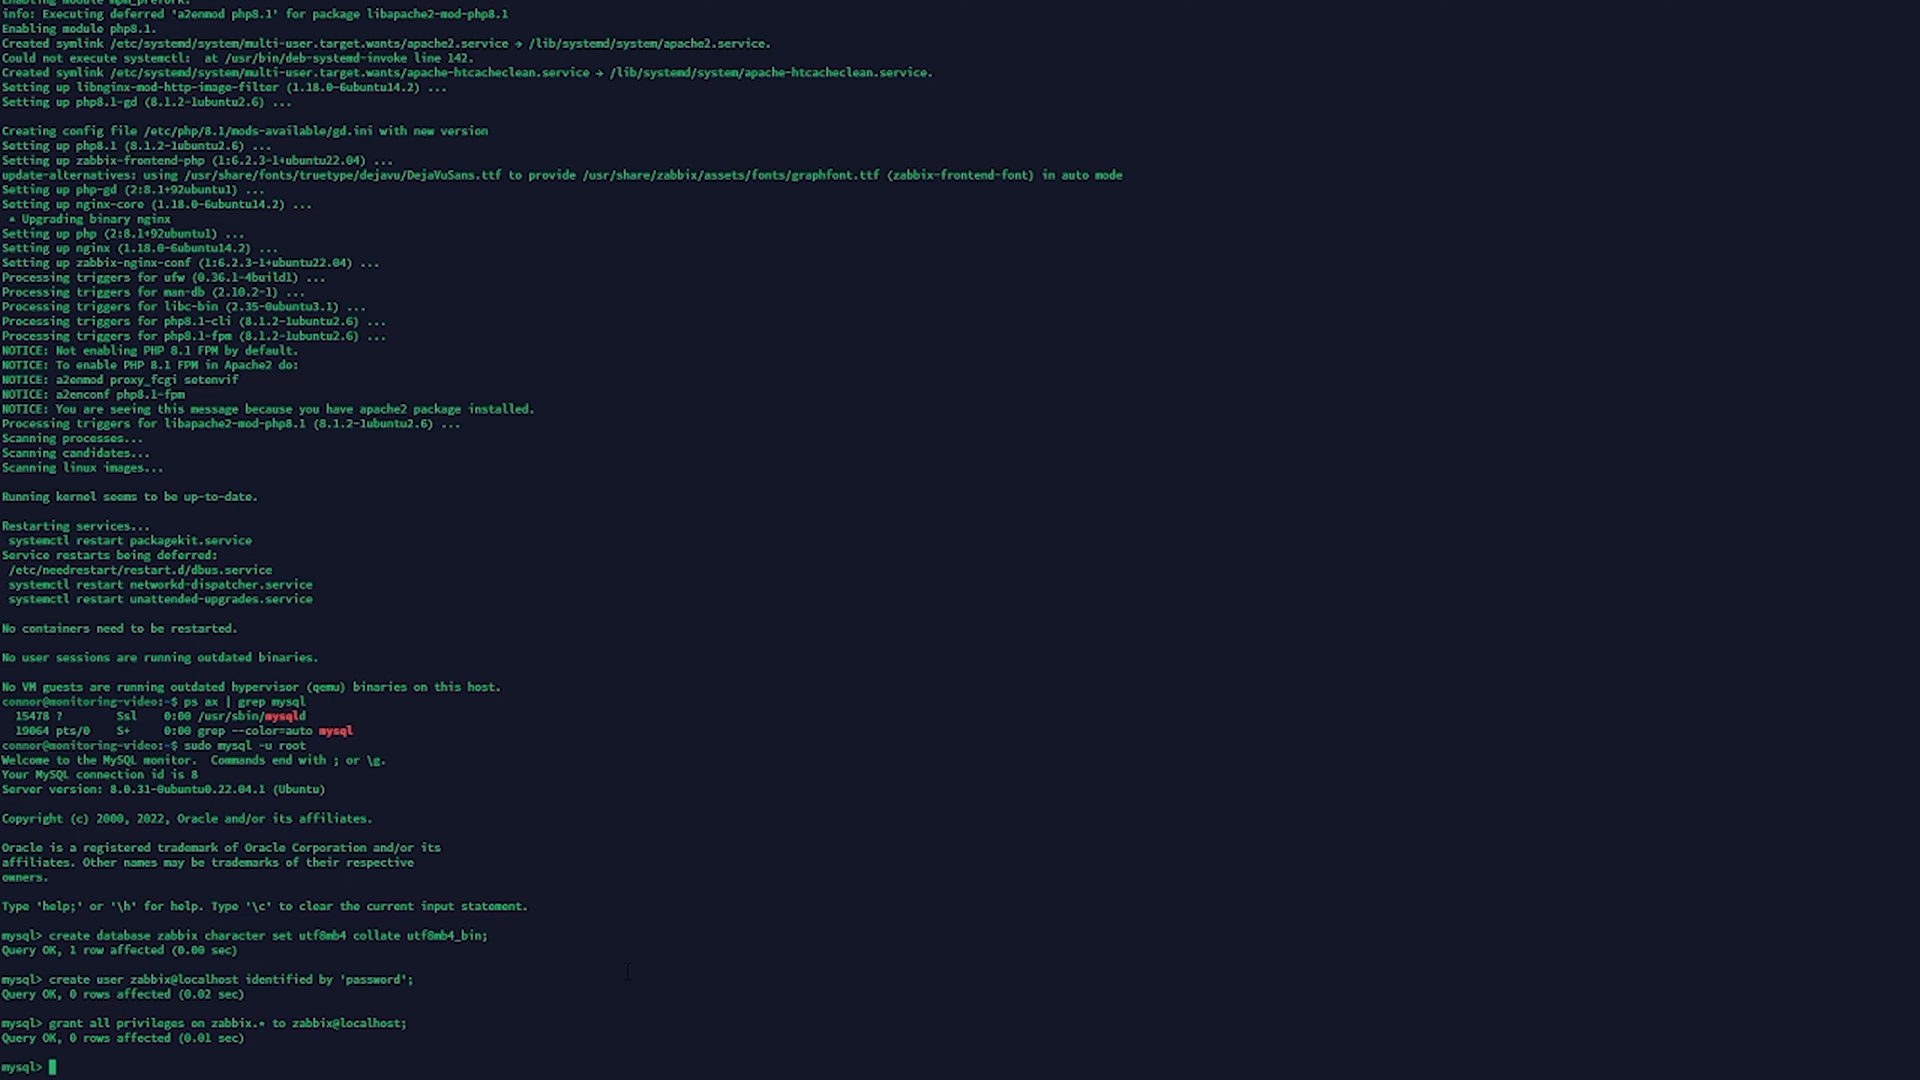 Enabling module mpm_prefork.
info: Executing deferred 'a2enmod php8.1' for package libapache2-mod-php8.1
Enabling module php8.1.
Created symlink /etc/systemd/system/multi-user.target.wants/apache2.service → /lib/systemd/system/apache2.service.
Could not execute systemctl:  at /usr/bin/deb-systemd-invoke line 142.
Created symlink /etc/systemd/system/multi-user.target.wants/apache-htcacheclean.service → /lib/systemd/system/apache-htcacheclean.service.
Setting up libnginx-mod-http-image-filter (1.18.0-6ubuntu14.2) ...
Setting up php8.1-gd (8.1.2-1ubuntu2.6) ...
Creating config file /etc/php/8.1/mods-available/gd.ini with new version
Setting up php8.1 (8.1.2-1ubuntu2.6) ...
Setting up zabbix-frontend-php (1:6.2.3-1+ubuntu22.04) ...
update-alternatives: using /usr/share/fonts/truetype/dejavu/DejaVuSans.ttf to provide /usr/share/zabbix/assets/fonts/graphfont.ttf (zabbix-frontend-font) in auto mode
Setting up php-gd (2:8.1+92ubuntu1) ...
Setting up nginx-core (1.18.0-6ubuntu14.2) ...
 * Upgrading binary nginx
Setting up php (2:8.1+92ubuntu1) ...
Setting up nginx (1.18.0-6ubuntu14.2) ...
Setting up zabbix-nginx-conf (1:6.2.3-1+ubuntu22.04) ...
Processing triggers for ufw (0.36.1-4build1) ...
Processing triggers for man-db (2.10.2-1) ...
Processing triggers for libc-bin (2.35-0ubuntu3.1) ...
Processing triggers for php8.1-cli (8.1.2-1ubuntu2.6) ...
Processing triggers for php8.1-fpm (8.1.2-1ubuntu2.6) ...
NOTICE: Not enabling PHP 8.1 FPM by default.
NOTICE: To enable PHP 8.1 FPM in Apache2 do:
NOTICE: a2enmod proxy_fcgi setenvif
NOTICE: a2enconf php8.1-fpm
NOTICE: You are seeing this message because you have apache2 package installed.
Processing triggers for libapache2-mod-php8.1 (8.1.2-1ubuntu2.6) ...
Scanning processes...
Scanning candidates...
Scanning linux images...
Running kernel seems to be up-to-date.
Restarting services...
 systemctl restart packagekit.service
Service restarts being deferred:
 /etc/needrestart/restart.d/dbus.service
 systemctl restart networkd-dispatcher.service
 systemctl restart unattended-upgrades.service
No containers need to be restarted.
No user sessions are running outdated binaries.
No VM guests are running outdated hypervisor (qemu) binaries on this host.
connor@monitoring-video:~$ ps ax | grep mysql
  15478 ?        Ssl    0:00 /usr/sbin/mysqld
  19064 pts/0    S+     0:00 grep --color=auto mysql
connor@monitoring-video:~$ sudo mysql -u root
Welcome to the MySQL monitor.  Commands end with ; or \g.
Your MySQL connection id is 8
Server version: 8.0.31-0ubuntu0.22.04.1 (Ubuntu)
Copyright (c) 2000, 2022, Oracle and/or its affiliates.
Oracle is a registered trademark of Oracle Corporation and/or its
affiliates. Other names may be trademarks of their respective
owners.
Type 'help;' or '\h' for help. Type '\c' to clear the current input statement.
mysql> create database zabbix character set utf8mb4 collate utf8mb4_bin;
Query OK, 1 row affected (0.00 sec)
mysql> create user zabbix@localhost identified by 'password';
Query OK, 0 rows affected (0.02 sec)
mysql> grant all privileges on zabbix.* to zabbix@localhost;
Query OK, 0 rows affected (0.01 sec)
mysql>